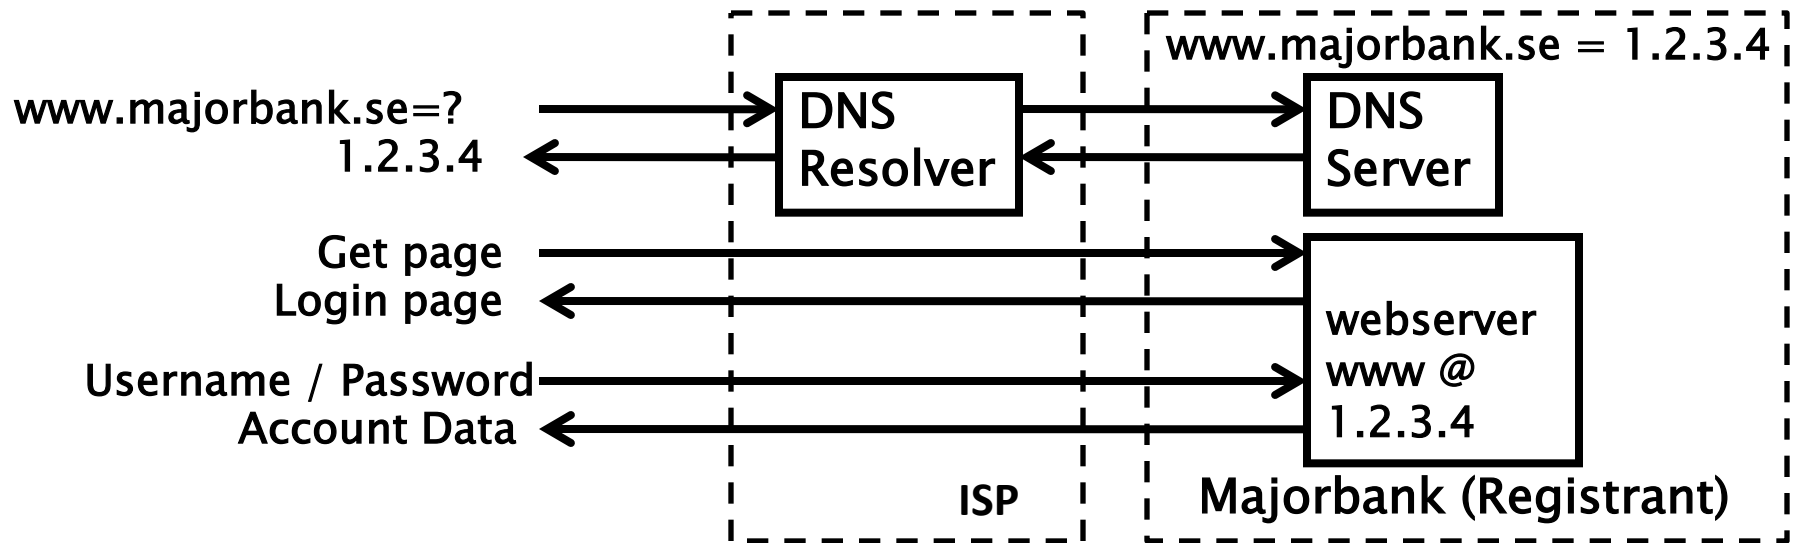 www.majorbank.se = 1.2.3.4
www.majorbank.se=?
1.2.3.4
DNS
Resolver
DNS
Server
Get page
Login page
Username / Password
Account Data
webserver
www @
1.2.3.4
ISP
Majorbank (Registrant)